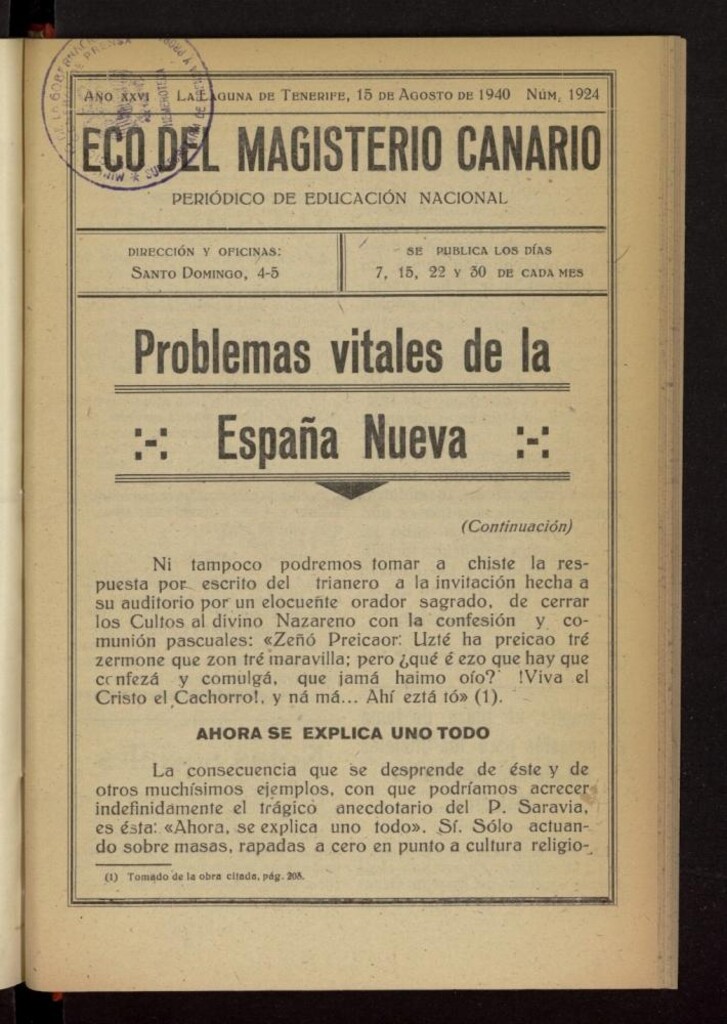 AÑO XXVI LA LAGUNA DE TENERIFE, 15 DE AGOSTO DE 1940 NÚM, 1924
ECO DEL MAGISTERIO CANARIO
PERIÓDICO DE EDUCACIÓN NACIONAL
DIRECCIÓN Y OFICINAS:
SANTO DOMINGO, 4-5
SE PUBLICA LOS DÍAS
7, 15, 22 Y 30 DE CADA MES
Problemas vitales de la
:-: España Nueva :-:
(Continuación)
Ni tampoco podremos tomar a chiste la res-
puesta por escrito del trianero a la invitación hecha a
su auditorio por un elocuente orador sagrado, de cerrar
los Cultos al divino Nazareno con la confesión y co-
munión pascuales: «Zeñó Preicaor: Uzté ha preicao tré
zermone que zon tré maravilla; pero ¿qué é ezo que hay que
confezá y comulgá, que jamá haimo oío? !Viva el
Cristo el Cachorro!, y ná má... Ahí eztá tó» (1).
AHORA SE EXPLICA UNO TODO
La consecuencia que se desprende de éste y de
otros muchísimos ejemplos, con que podríamos acrecer
indefinidamente el trágico anecdotario del P. Saravia,
es ésta: «Ahora, se explica uno todo». Sí. Sólo actuan-
do sobre masas, rapadas a cero en punto a cultura religio-
(1) Tomado de la obra citada, pág. 205.